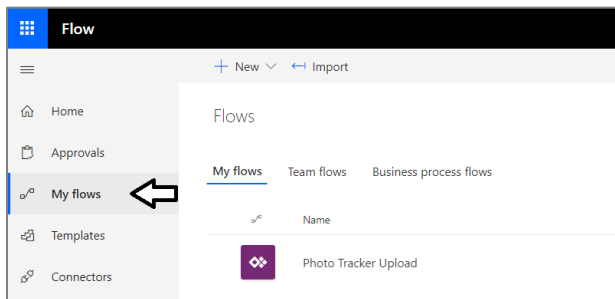 Flow
New Import
Home
Approvals
My flows
Templates
Connectors
Flows
My flows Team flows Business process flows
Name
Photo Tracker Upload